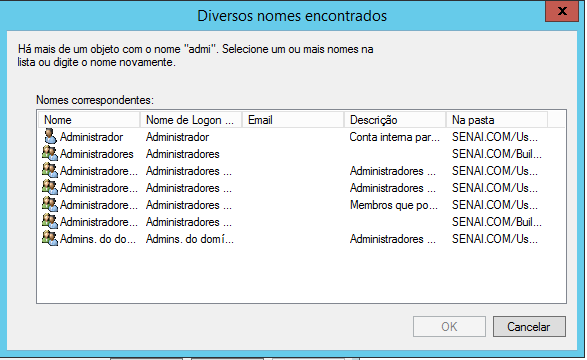 Diversos nomes encontrados
x
Há mais de um objeto com o nome "admi". Selecione um ou mais nomes na
lista ou digite o nome novamente.
Nomes correspondentes:
Nome Nome de Logon ... Email Descrição Na pasta
Administrador Administrador Conta interna par... SENAI.COM/Us...
Administradores Administradores SENAI.COM/Buil...
Administradore... Administradores ... Administradores ... SENAI.COM/Us...
Administradore... Administradores ... Administradores ... SENAI.COM/Us...
Administradore... Administradores ... Membros que po... SENAI.COM/Us...
Administradore... Administradores ... SENAI.COM/Buil...
Admins. do do... Admins. do domí... Administradores ... SENAI.COM/Us...
OK Cancelar